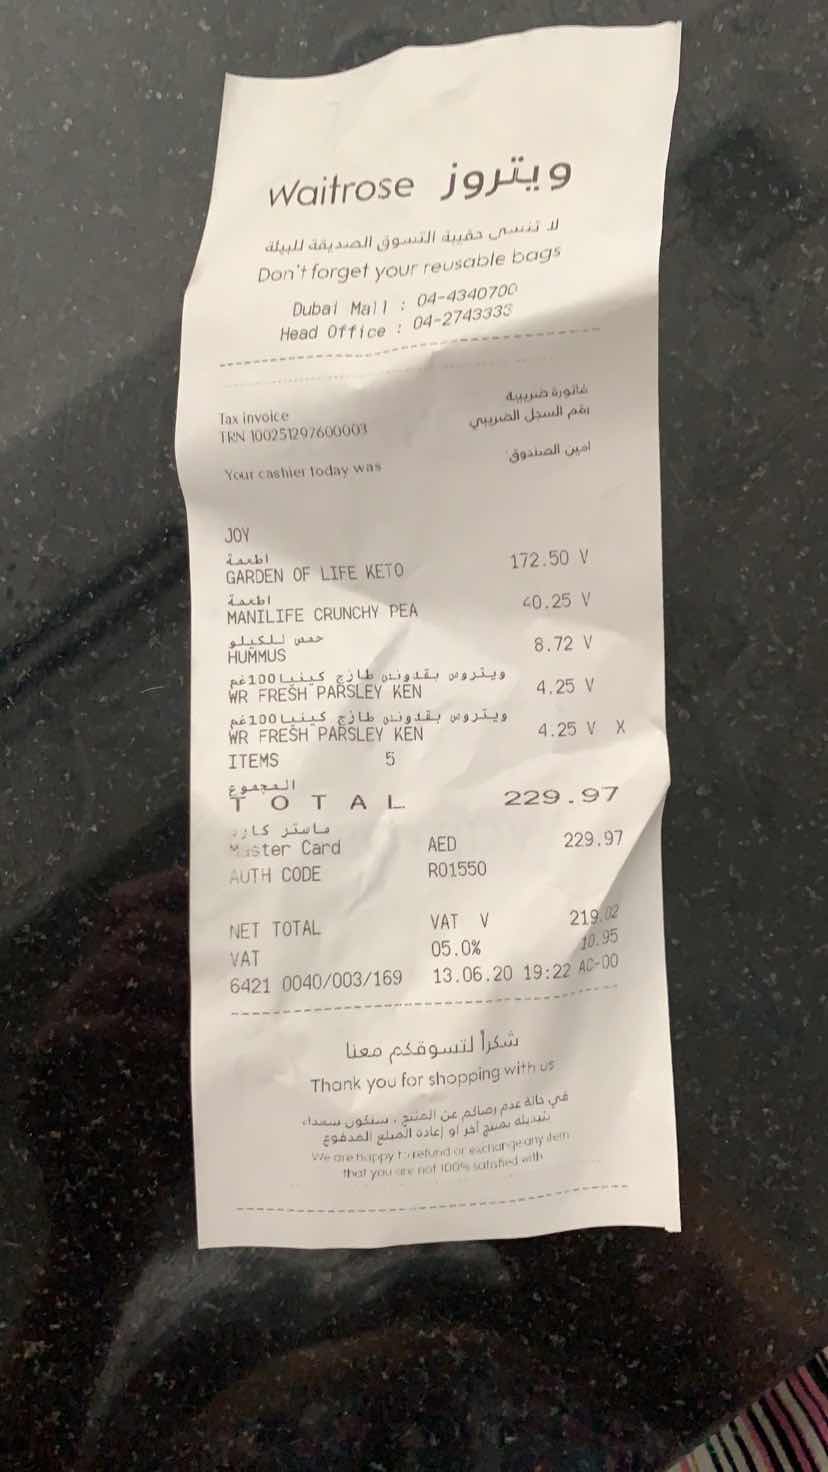 Waitrose ويتروز
لا تنسى حقيبة التسوق الصديقة للبيئة
Don't forget your reusable bags
Dubai Mall : 04-4340700
Head Office : 04-2743333
Tax invoice فاتورة ضريبية
TRN 100251297600003 رقم السجل الضريبي
Your cashier today was امين الصندوق
JOY
اطعمة
GARDEN OF LIFE KETO 172.50 V
اطعمة
MANILIFE CRUNCHY PEA 40.25 V
حمص للكيلو
HUMMUS 8.72 V
ويتروس بقدونس طازج كينيا100غم
WR FRESH PARSLEY KEN 4.25 V
ويتروس بقدونس طازج كينيا100غم
WR FRESH PARSLEY KEN 4.25 V X
ITEMS 5
المجموع
TOTAL 229.97
ماستر كارد
Master Card AED 229.97
AUTH CODE R01550
NET TOTAL VAT V 219.02
VAT 05.0% 10.95
6421 0040/003/169 13.06.20 19:22 AC-00
شكراً لتسوقكم معنا
Thank you for shopping with us
في حالة عدم رضاكم عن المنتج ، سنكون سعداء
بتبديله بمنتج آخر أو إعادة المبلغ المدفوع
We are happy to refund or exchange any item
that you are not 100% satisfied with